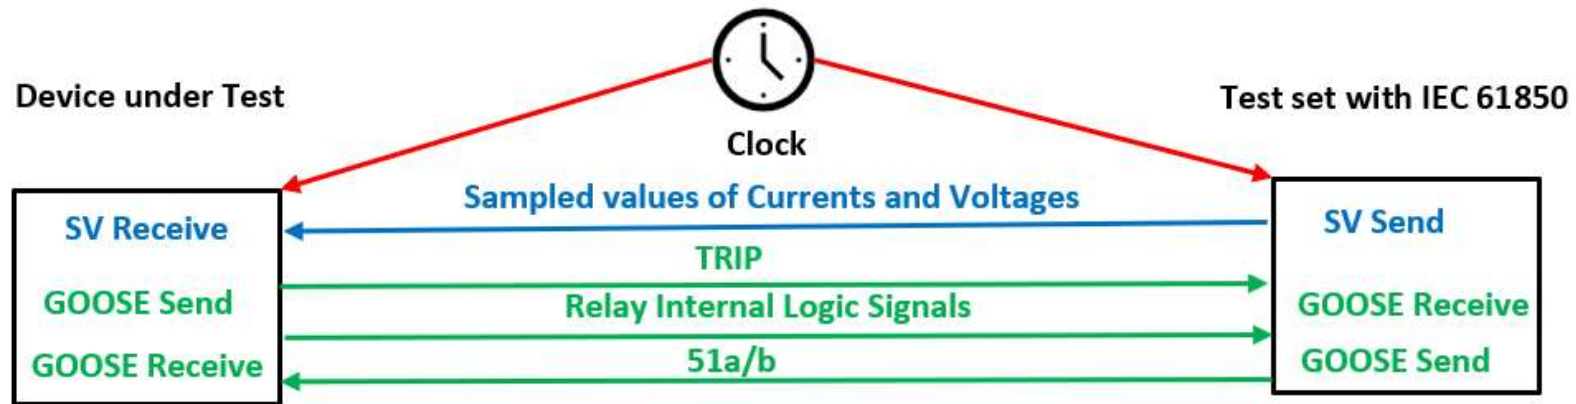 Device under Test
Clock
Test set with IEC 61850
Sampled values of Currents and Voltages
SV Receive
SV Send
TRIP
GOOSE Send
Relay Internal Logic Signals
GOOSE Receive
GOOSE Receive
51a/b
GOOSE Send